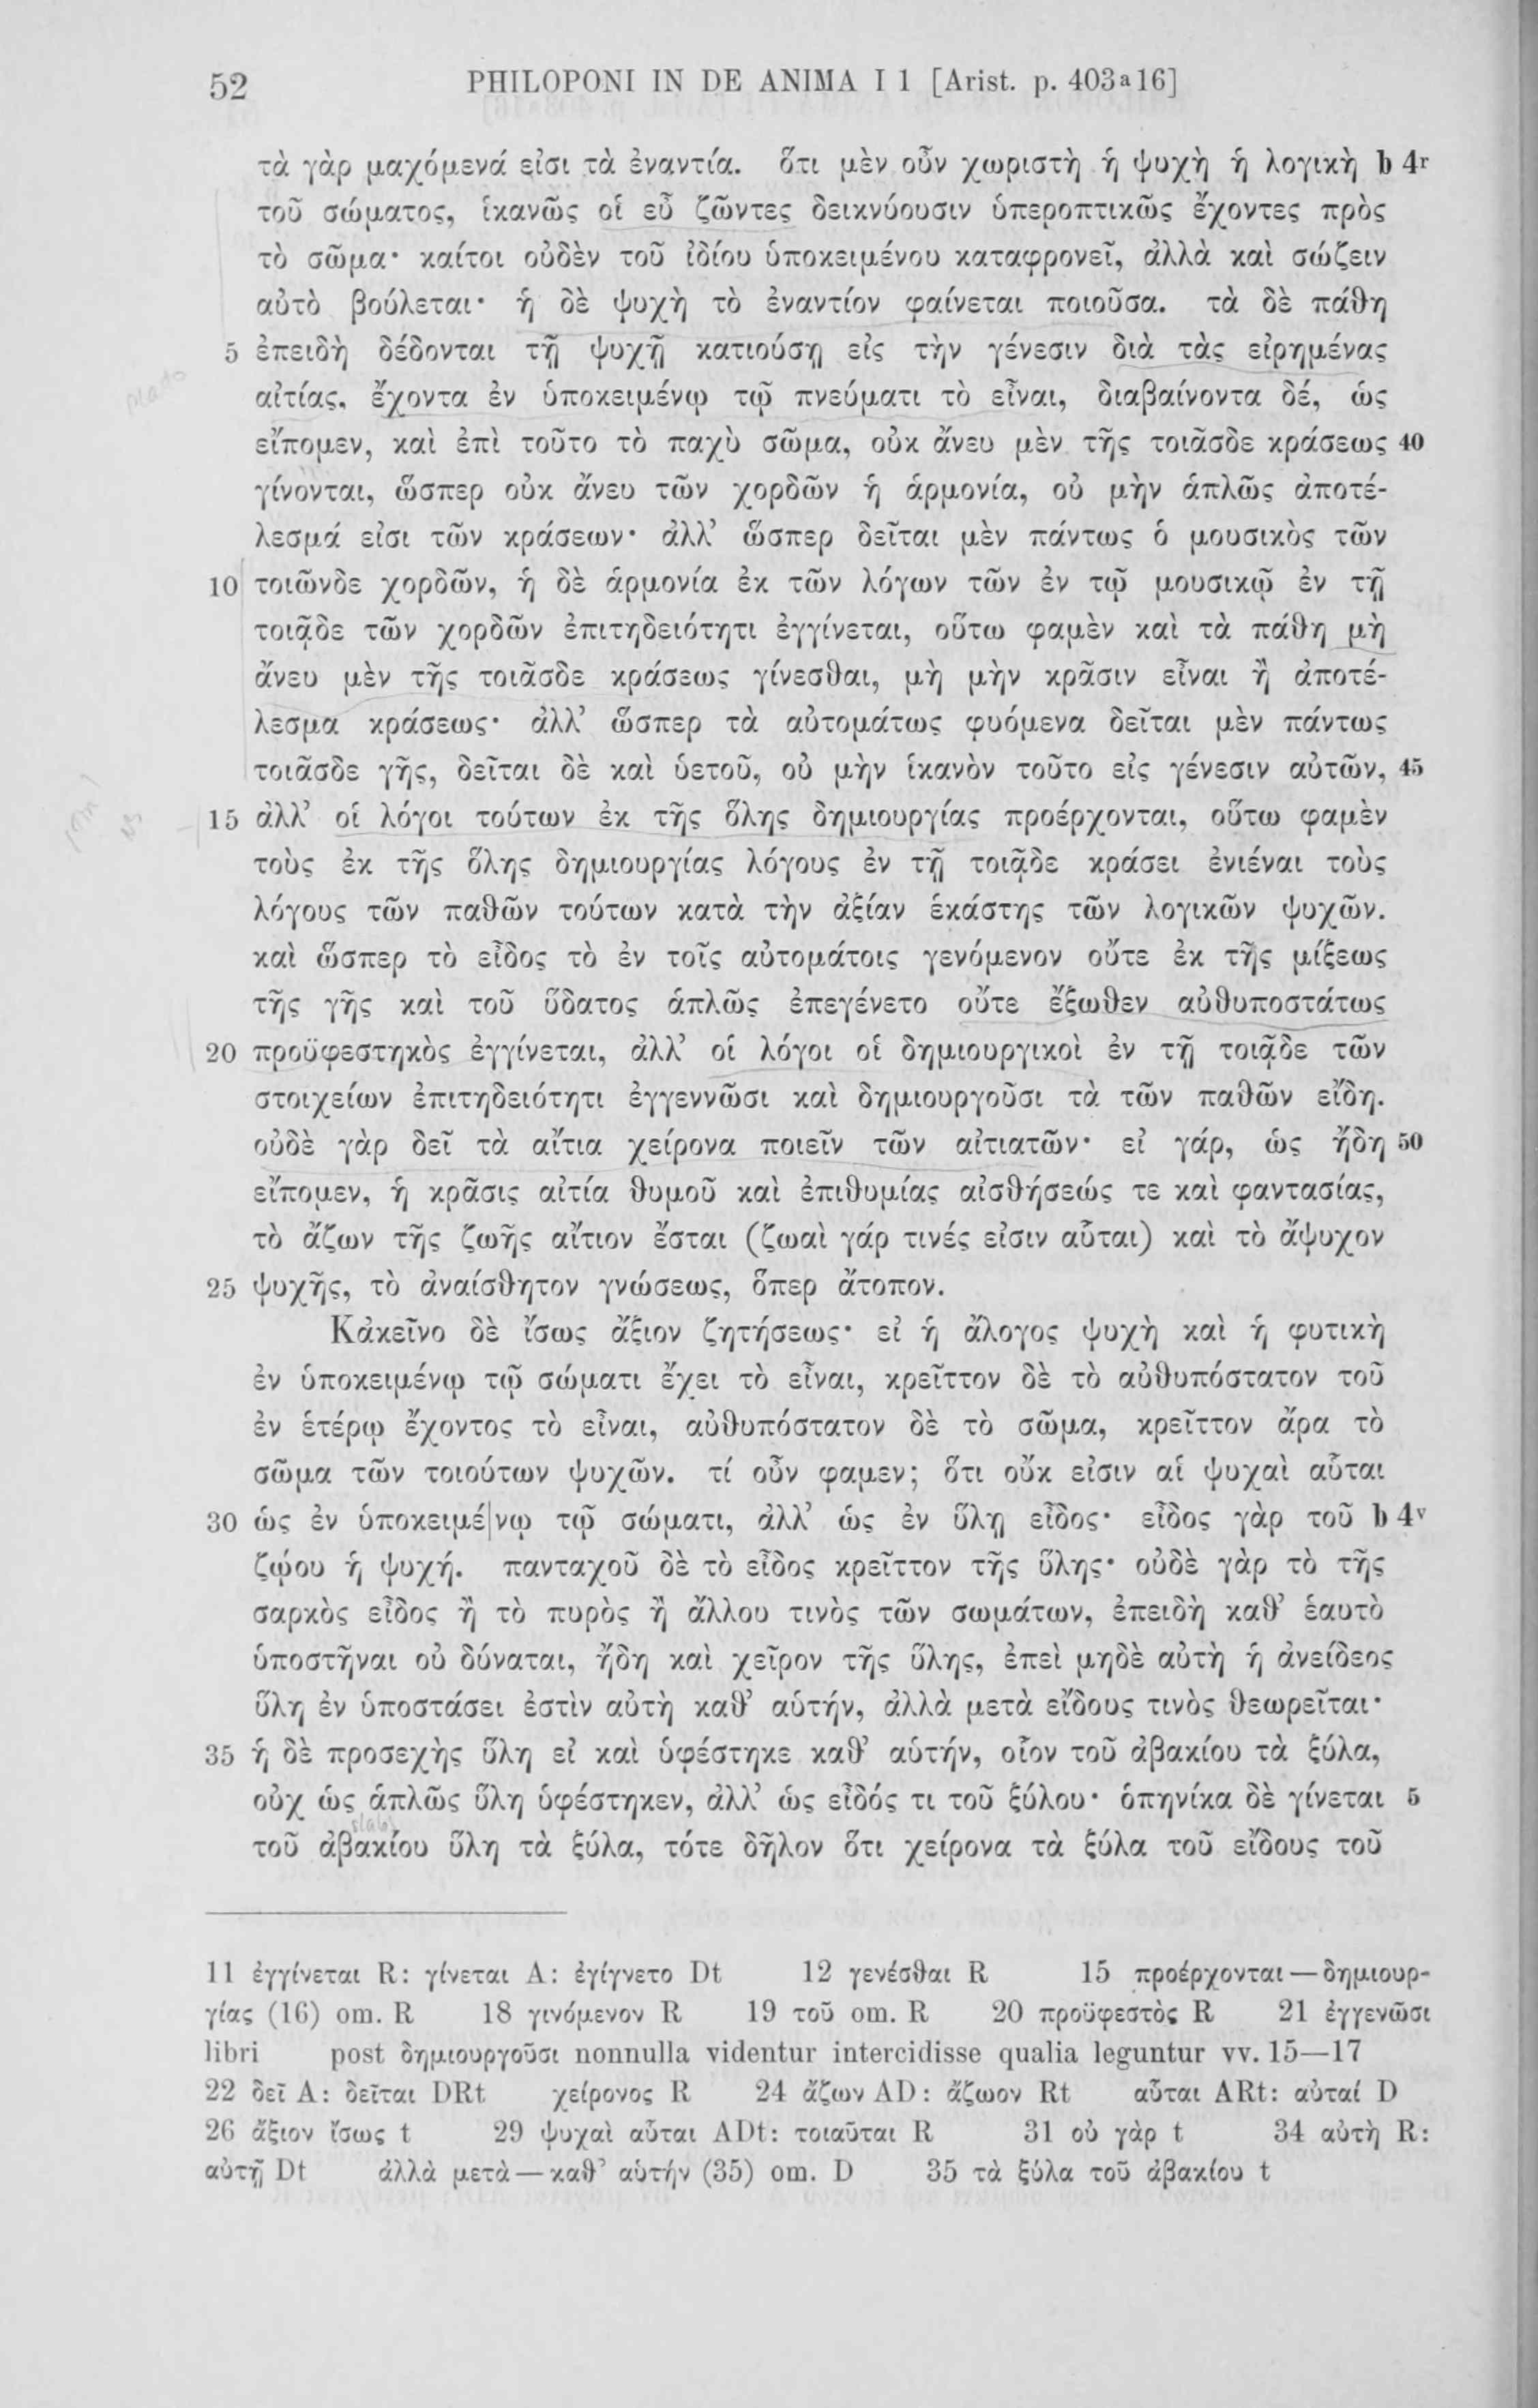 52 PHILOPONI IN DE ANIMA I 1 [Arist. p. 403a16]
τὰ γὰρ μαχόμενά εἰσι τὰ ἐναντία. ὅτι μὲν οὖν χωριστὴ ἡ ψυχὴ ἡ λογικὴ b 4r
τοῦ σώματος, ἱκανῶς οἱ εὖ ζῶντες δεικνύουσιν ὑπεροπτικῶς ἔχοντες πρὸς
τὸ σῶμα· καίτοι οὐδὲν τοῦ ἰδίου ὑποκειμένου καταφρονεῖ, ἀλλὰ καὶ σώζειν
αὐτὸ βούλεται· ἡ δὲ ψυχὴ τὸ ἐναντίον φαίνεται ποιοῦσα. τὰ δὲ πάθη
5 ἐπειδὴ δέδονται τῇ ψυχῇ κατιούσῃ εἰς τὴν γένεσιν διὰ τὰς εἰρημένας
plato
αἰτίας, ἔχοντα ἐν ὑποκειμένῳ τῷ πνεύματι τὸ εἶναι, διαβαίνοντα δέ, ὡς
εἴπομεν, καὶ ἐπὶ τοῦτο τὸ παχὺ σῶμα, οὐκ ἄνευ μὲν τῆς τοιᾶσδε κράσεως 40
γίνονται, ὥσπερ οὐκ ἄνευ τῶν χορδῶν ἡ ἁρμονία, οὐ μὴν ἁπλῶς ἀποτέ-
λεσμά εἰσι τῶν κράσεων· ἀλλ’ ὥσπερ δεῖται μὲν πάντως ὁ μουσικὸς τῶν
10 τοιῶνδε χορδῶν, ἡ δὲ ἁρμονία ἐκ τῶν λόγων τῶν ἐν τῷ μουσικῷ ἐν τῇ
τοιᾷδε τῶν χορδῶν ἐπιτηδειότητι ἐγγίνεται, οὕτω φαμὲν καὶ τὰ πάθη μὴ
ἄνευ μὲν τῆς τοιᾶσδε κράσεως γίνεσθαι, μὴ μὴν κρᾶσιν εἶναι ἢ ἀποτέ-
λεσμα κράσεως· ἀλλ’ ὥσπερ τὰ αὐτομάτως φυόμενα δεῖται μὲν πάντως
τοιᾶσδε γῆς, δεῖται δὲ καὶ ὑετοῦ, οὐ μὴν ἱκανὸν τοῦτο εἰς γένεσιν αὐτῶν, 45
15 ἀλλ’ οἱ λόγοι τούτων ἐκ τῆς ὅλης δημιουργίας προέρχονται, οὕτω φαμὲν
τοὺς ἐκ τῆς ὅλης δημιουργίας λόγους ἐν τῇ τοιᾷδε κράσει ἐνιέναι τοὺς
λόγους τῶν παθῶν τούτων κατὰ τὴν ἀξίαν ἑκάστης τῶν λογικῶν ψυχῶν.
καὶ ὥσπερ τὸ εἶδος τὸ ἐν τοῖς αὐτομάτοις γενόμενον οὔτε ἐκ τῆς μίξεως
τῆς γῆς καὶ τοῦ ὕδατος ἁπλῶς ἐπεγένετο οὔτε ἔξωθεν αὐθυποστάτως
20 προϋφεστηκὸς ἐγγίνεται, ἀλλ’ οἱ λόγοι οἱ δημιουργικοὶ ἐν τῇ τοιᾷδε τῶν
στοιχείων ἐπιτηδειότητι ἐγγεννῶσι καὶ δημιουργοῦσι τὰ τῶν παθῶν εἴδη.
οὐδὲ γὰρ δεῖ τὰ αἴτια χείρονα ποιεῖν τῶν αἰτιατῶν· εἰ γάρ, ὡς ἤδη 50
εἴπομεν, ἡ κρᾶσις αἰτία θυμοῦ καὶ ἐπιθυμίας αἰσθήσεώς τε καὶ φαντασίας,
τὸ ἄζων τῆς ζωῆς αἴτιον ἔσται (ζωαὶ γάρ τινές εἰσιν αὗται) καὶ τὸ ἄψυχον
25 ψυχῆς, τὸ ἀναίσθητον γνώσεως, ὅπερ ἄτοπον.
Κἀκεῖνο δὲ ἴσως ἄξιον ζητήσεως· εἰ ἡ ἄλογος ψυχὴ καὶ ἡ φυτικὴ
ἐν ὑποκειμένῳ τῷ σώματι ἔχει τὸ εἶναι, κρεῖττον δὲ τὸ αὐθυπόστατον τοῦ
ἐν ἑτέρῳ ἔχοντος τὸ εἶναι, αὐθυπόστατον δὲ τὸ σῶμα, κρεῖττον ἄρα τὸ
σῶμα τῶν τοιούτων ψυχῶν. τί οὖν φαμεν; ὅτι οὔκ εἰσιν αἱ ψυχαὶ αὗται
30 ὡς ἐν ὑποκειμέ|νῳ τῷ σώματι, ἀλλ’ ὡς ἐν ὕλῃ εἶδος· εἶδος γὰρ τοῦ b 4v
ζῴου ἡ ψυχή. πανταχοῦ δὲ τὸ εἶδος κρεῖττον τῆς ὕλης· οὐδὲ γὰρ τὸ τῆς
σαρκὸς εἶδος ἢ τὸ πυρὸς ἢ ἄλλου τινὸς τῶν σωμάτων, ἐπειδὴ καθ’ ἑαυτὸ
ὑποστῆναι οὐ δύναται, ἤδη καὶ χεῖρον τῆς ὕλης, ἐπεὶ μηδὲ αὐτὴ ἡ ἀνείδεος
ὕλη ἐν ὑποστάσει ἐστὶν αὐτὴ καθ’ αὑτήν, ἀλλὰ μετὰ εἴδους τινὸς θεωρεῖται·
35 ἡ δὲ προσεχὴς ὕλη εἰ καὶ ὑφέστηκε καθ’ αὑτήν, οἷον τοῦ ἀβακίου τὰ ξύλα,
οὐχ ὡς ἁπλῶς ὕλη ὑφέστηκεν, ἀλλ’ ὡς εἶδός τι τοῦ ξύλου· ὁπηνίκα δὲ γίνεται 5
τοῦ ἀβακίου ὕλη τὰ ξύλα, τότε δῆλον ὅτι χείρονα τὰ ξύλα τοῦ εἴδους τοῦ
11 ἐγγίνεται R: γίνεται A: ἐγίγνετο Dt 12 γενέσθαι R 15 προέρχονται — δημιουρ-
γίας (16) om. R 18 γινόμενον R 19 τοῦ om. R 20 προϋφεστὸς R 21 ἐγγενῶσι
libri post δημιουργοῦσι nonnulla videntur intercidisse qualia leguntur vv. 15—17
22 δεῖ A: δεῖται DRt χείρονος R 24 ἄζων AD: ἄζωον Rt αὗται ARt: αὐταί D
26 ἄξιον ἴσως t 29 ψυχαὶ αὗται ADt: τοιαῦται R 31 οὐ γὰρ t 34 αὐτὴ R:
αὐτῇ Dt ἀλλὰ μετὰ — καθ’ αὑτήν (35) om. D 35 τὰ ξύλα τοῦ ἀβακίου t